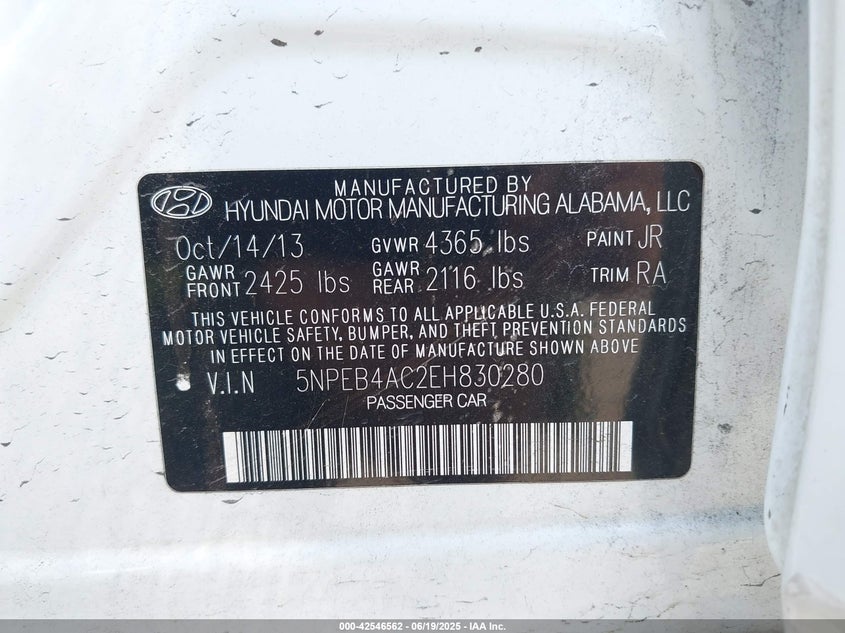 MANUFACTURED BY
HYUNDAI MOTOR MANUFACTURING ALABAMA, LLC
Oct/14/13 GVWR 4365 lbs PAINT JR
GAWR FRONT 2425 lbs GAWR REAR 2116 lbs TRIM RA
THIS VEHICLE CONFORMS TO ALL APPLICABLE U.S.A. FEDERAL
MOTOR VEHICLE SAFETY, BUMPER, AND THEFT PREVENTION STANDARDS
IN EFFECT ON THE DATE OF MANUFACTURE SHOWN ABOVE.
V.I.N 5NPEB4AC2EH830280
PASSENGER CAR
000-42546562 - 06/19/2025 - IAA Inc.